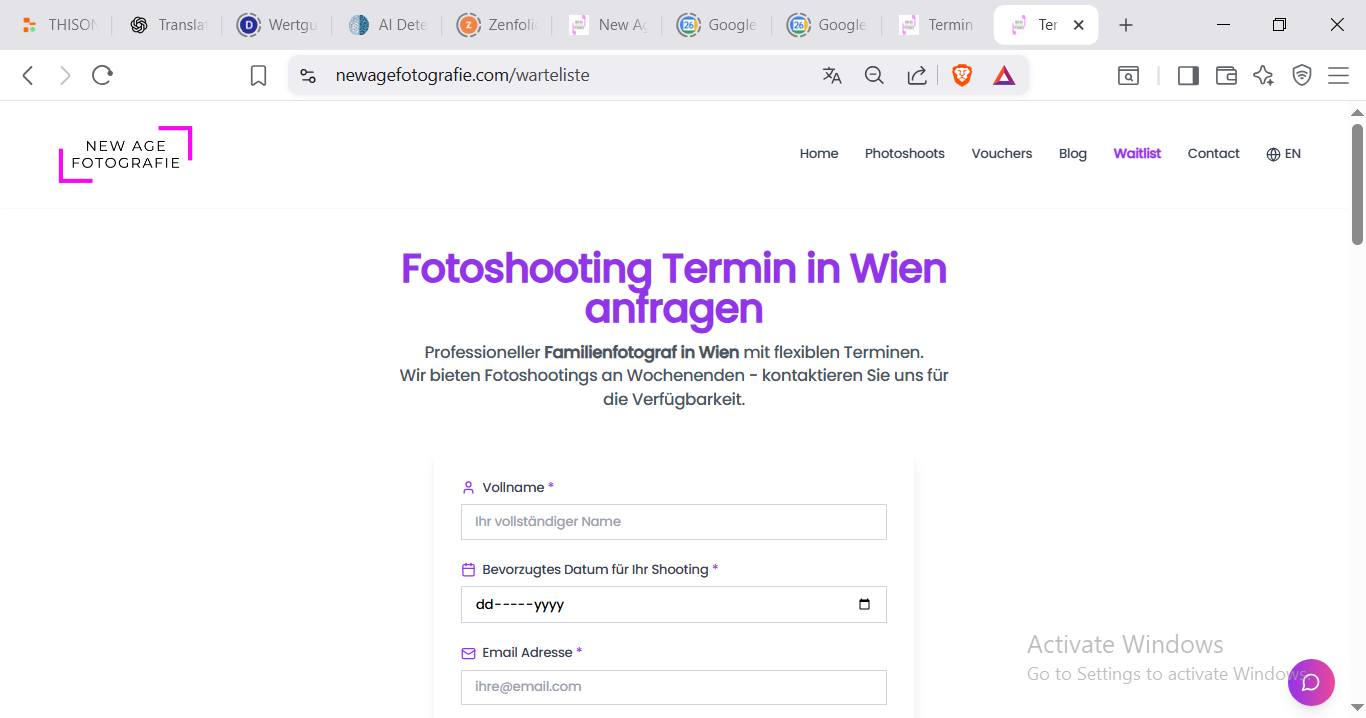 THISON
Translat
Wertgu
AI Dete
Zenfoli
New Ag
Google
Google
Termin
Ter
newagefotografie.com/warteliste
NEW AGE
FOTOGRAFIE
Home
Photoshoots
Vouchers
Blog
Waitlist
Contact
EN
Fotoshooting Termin in Wien
anfragen
Professioneller Familienfotograf in Wien mit flexiblen Terminen.
Wir bieten Fotoshootings an Wochenenden - kontaktieren Sie uns für
die Verfügbarkeit.
Vollname *
Ihr vollständiger Name
Bevorzugtes Datum für Ihr Shooting *
dd-----yyyy
Email Adresse *
ihre@email.com
Activate Windows
Go to Settings to activate Windows.